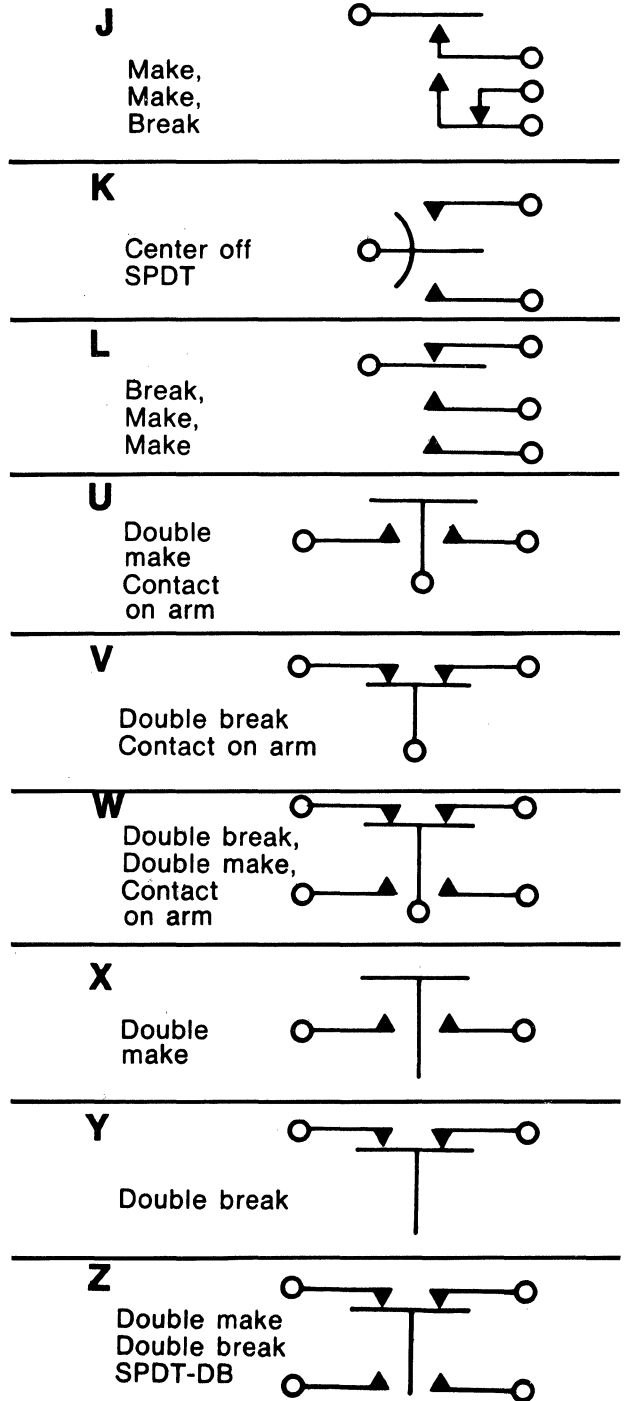 J
Make,
Make,
Break
K
Center off
SPDT
L
Break,
Make,
Make
U
Double
make
Contact
on arm
V
Double break
Contact on arm
W
Double break,
Double make,
Contact
on arm
X
Double
make
Y
Double break
Z
Double make
Double break
SPDT-DB